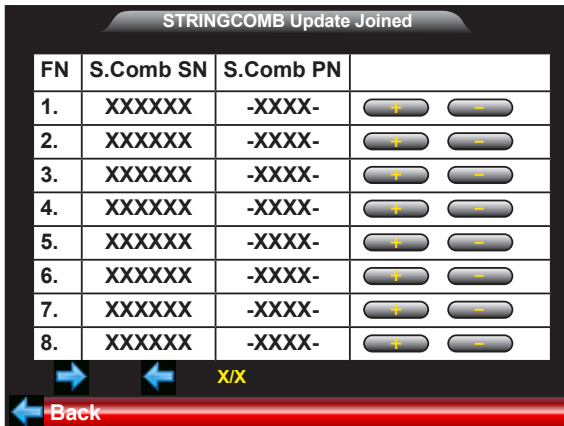 STRINGCOMB Update Joined
FN S.Comb SN S.Comb PN
1. XXXXXX -XXXX- + –
2. XXXXXX -XXXX- + –
3. XXXXXX -XXXX- + –
4. XXXXXX -XXXX- + –
5. XXXXXX -XXXX- + –
6. XXXXXX -XXXX- + –
7. XXXXXX -XXXX- + –
8. XXXXXX -XXXX- + –
X/X
Back